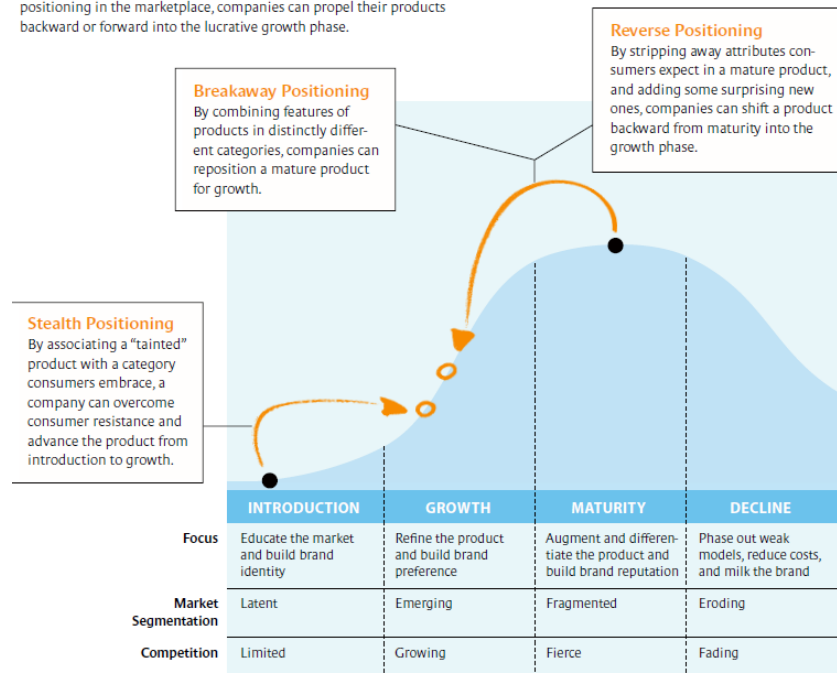 positioning in the marketplace, companies can propel their products
backward or forward into the lucrative growth phase.
Reverse Positioning
By stripping away attributes con-
sumers expect in a mature product,
and adding some surprising new
ones, companies can shift a product
backward from maturity into the
growth phase.
Breakaway Positioning
By combining features of
products in distinctly differ-
ent categories, companies can
reposition a mature product
for growth.
Stealth Positioning
By associating a “tainted”
product with a category
consumers embrace, a
company can overcome
consumer resistance and
advance the product from
introduction to growth.
INTRODUCTION GROWTH MATURITY DECLINE
Focus
Educate the market
and build brand
identity
Refine the product
and build brand
preference
Augment and differen-
tiate the product and
build brand reputation
Phase out weak
models, reduce costs,
and milk the brand
Market
Segmentation
Latent
Emerging
Fragmented
Eroding
Competition
Limited
Growing
Fierce
Fading